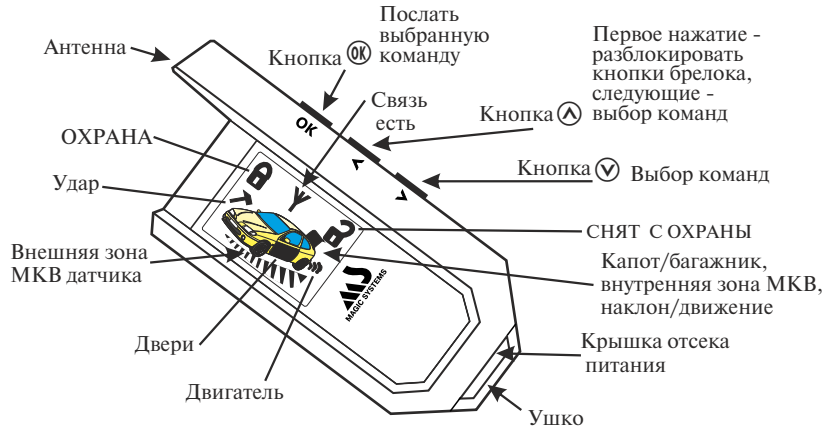 Антенна
Кнопка OK
Послать
выбранную
команду
Связь
есть
Первое нажатие -
разблокировать
кнопки брелока,
следующие -
выбор команд
Кнопка
Кнопка
Выбор команд
OK
ОХРАНА
Удар
Внешняя зона
МКВ датчика
Двери
Двигатель
СНЯТ С ОХРАНЫ
Капот/багажник,
внутренняя зона МКВ,
наклон/движение
Крышка отсека
питания
Ушко
MS
MAGIC SYSTEMS